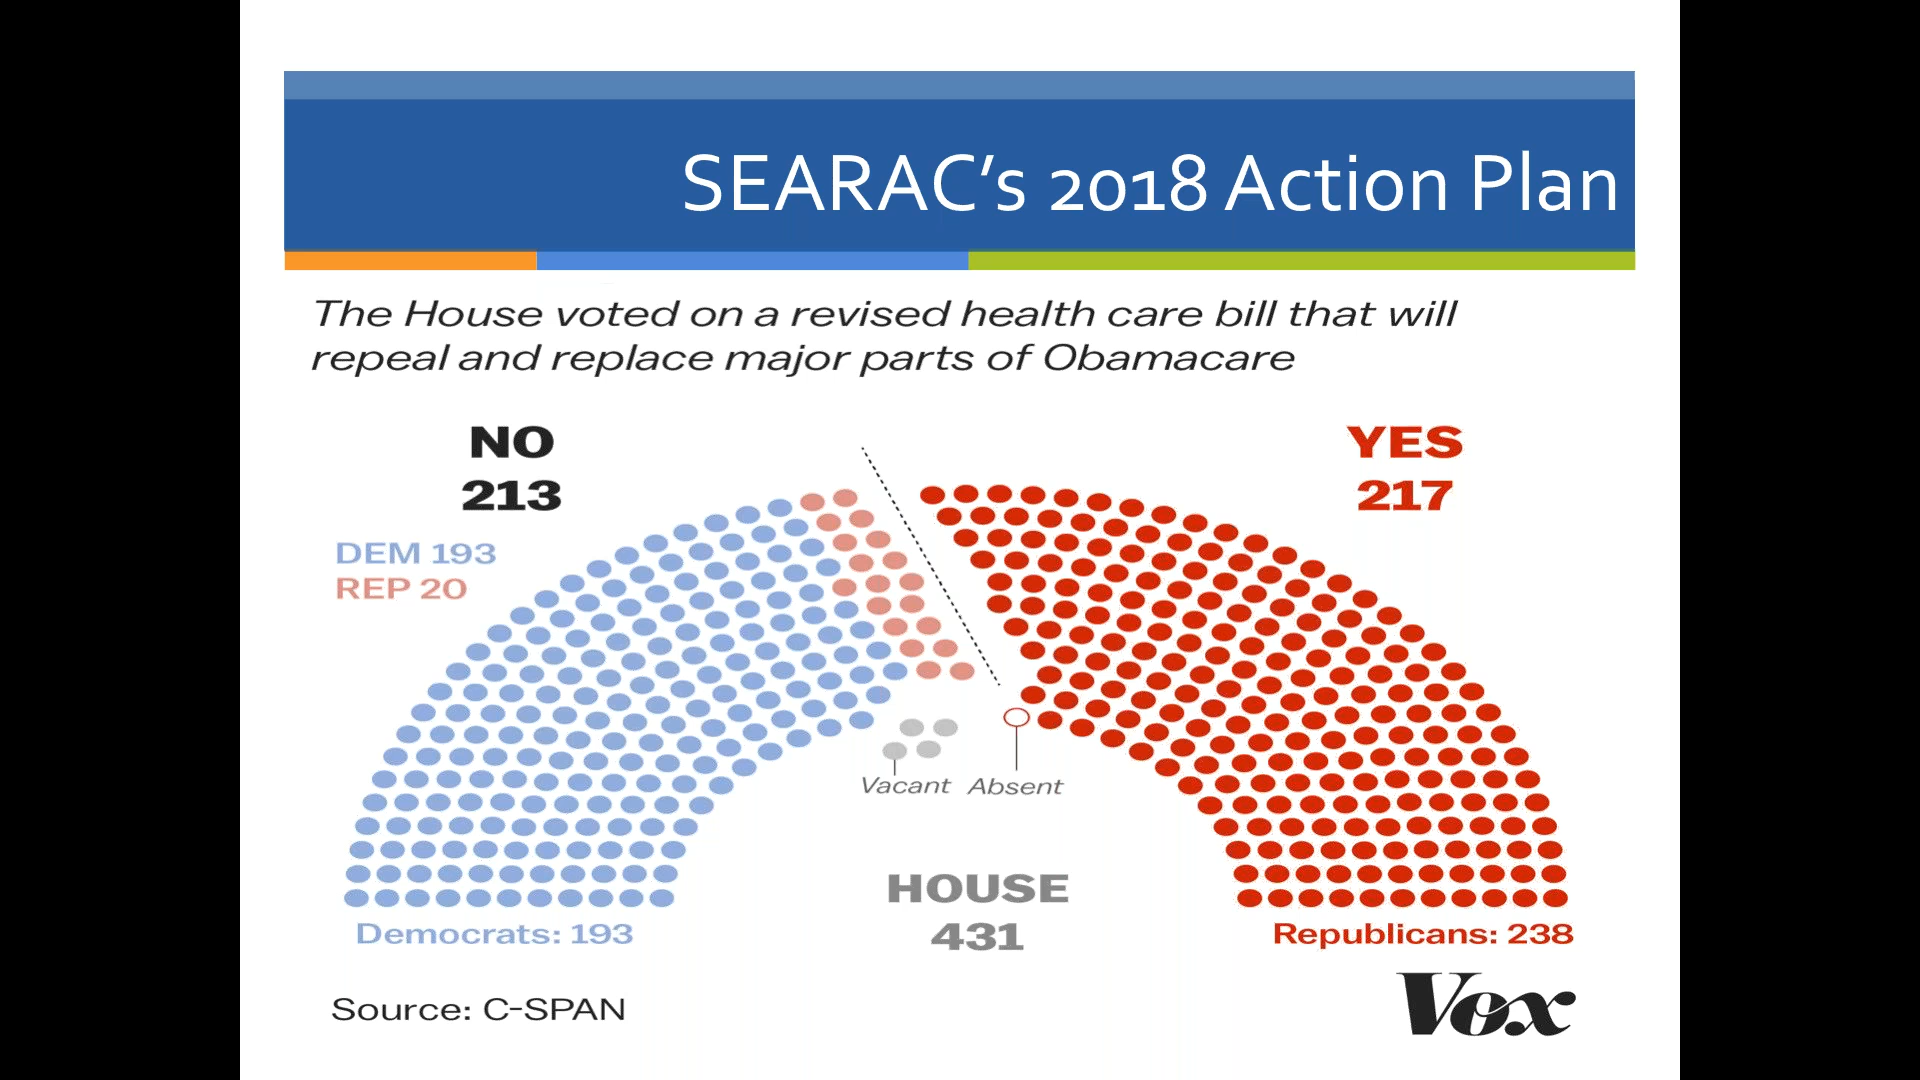 SEARAC’s 2018 Action Plan
The House voted on a revised health care bill that will
repeal and replace major parts of Obamacare
NO
213
DEM 193
REP 20
YES
217
Vacant
Absent
HOUSE
431
Democrats: 193
Republicans: 238
Source: C-SPAN
Vox